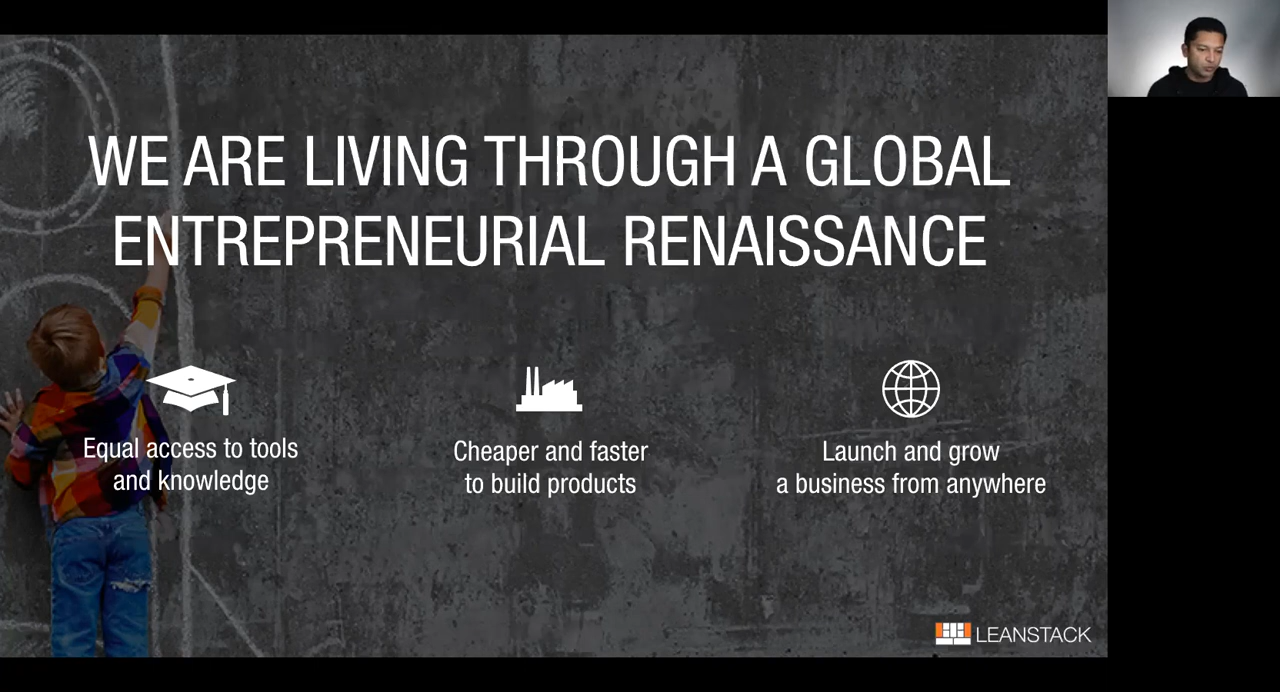 WE ARE LIVING THROUGH A GLOBAL
ENTREPRENEURIAL RENAISSANCE
Equal access to tools
and knowledge
Cheaper and faster
to build products
Launch and grow
a business from anywhere
LEANSTACK